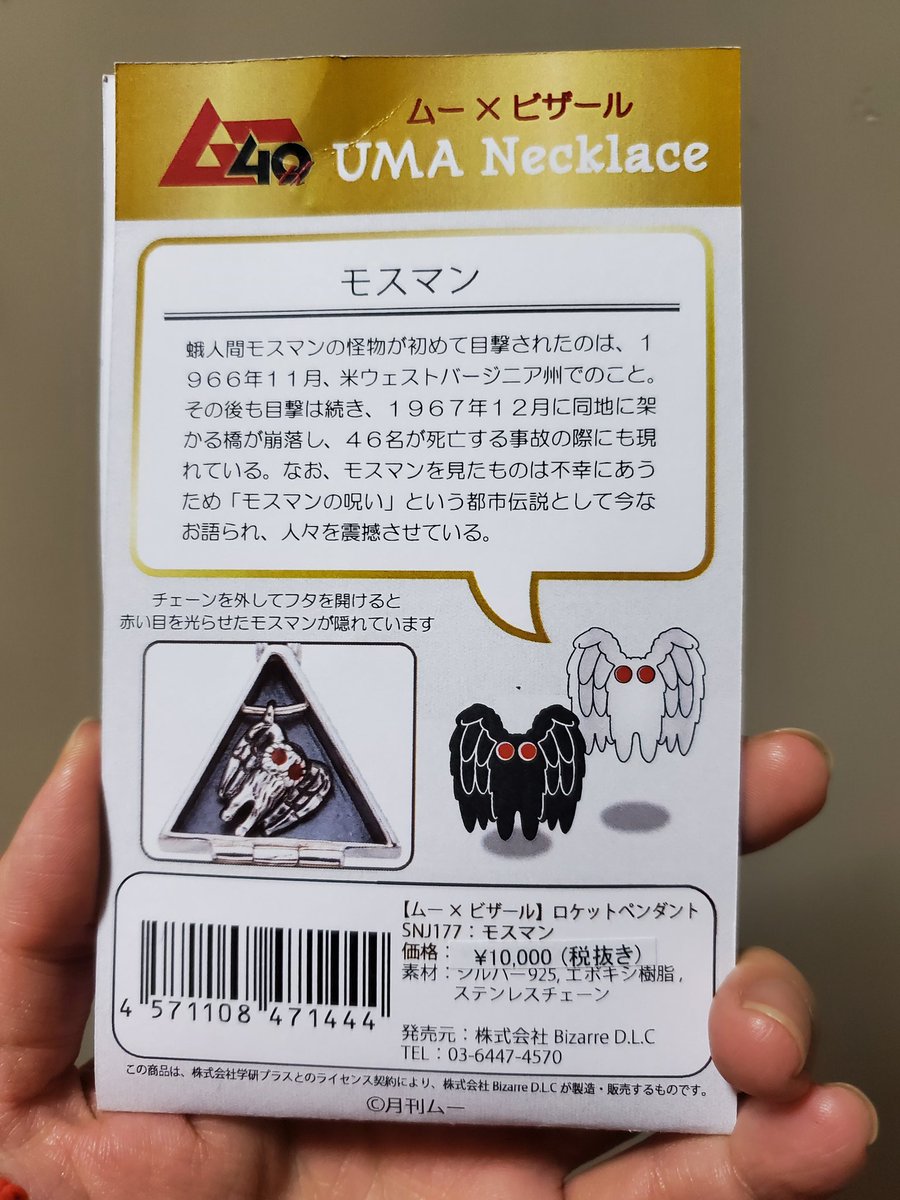 ムー 40th
ムー × ビザール
UMA Necklace
モスマン
蛾人間モスマンの怪物が初めて目撃されたのは、１
９６６年１１月、米ウェストバージニア州でのこと。
その後も目撃は続き、１９６７年１２月に同地に架
かる橋が崩落し、４６名が死亡する事故の際にも現
れている。なお、モスマンを見たものは不幸にあう
ため「モスマンの呪い」という都市伝説として今な
お語られ、人々を震撼させている。
チェーンを外してフタを開けると
赤い目を光らせたモスマンが隠れています
【ムー × ビザール】ロケットペンダント
SNJ177：モスマン
価格： ¥10,000（税抜き）
素材：シルバー925, エポキシ樹脂 ,
ステンレスチェーン
4 571108 471444
発売元：株式会社 Bizarre D.L.C
TEL：03-6447-4570
この商品は、株式会社学研プラスとのライセンス契約により、株式会社 Bizarre D.L.C が製造・販売するものです。
©月刊ムー